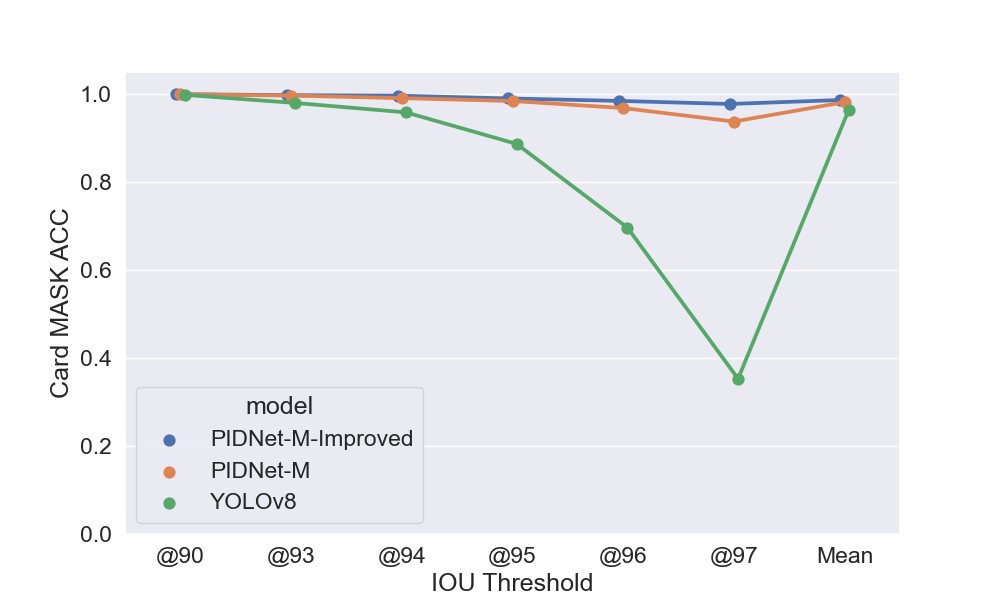 1.0
0.8
0.6
0.4
0.2
0.0
Card MASK ACC
model
PIDNet-M-Improved
PIDNet-M
YOLOv8
@90 @93 @94 @95 @96 @97 Mean
IOU Threshold